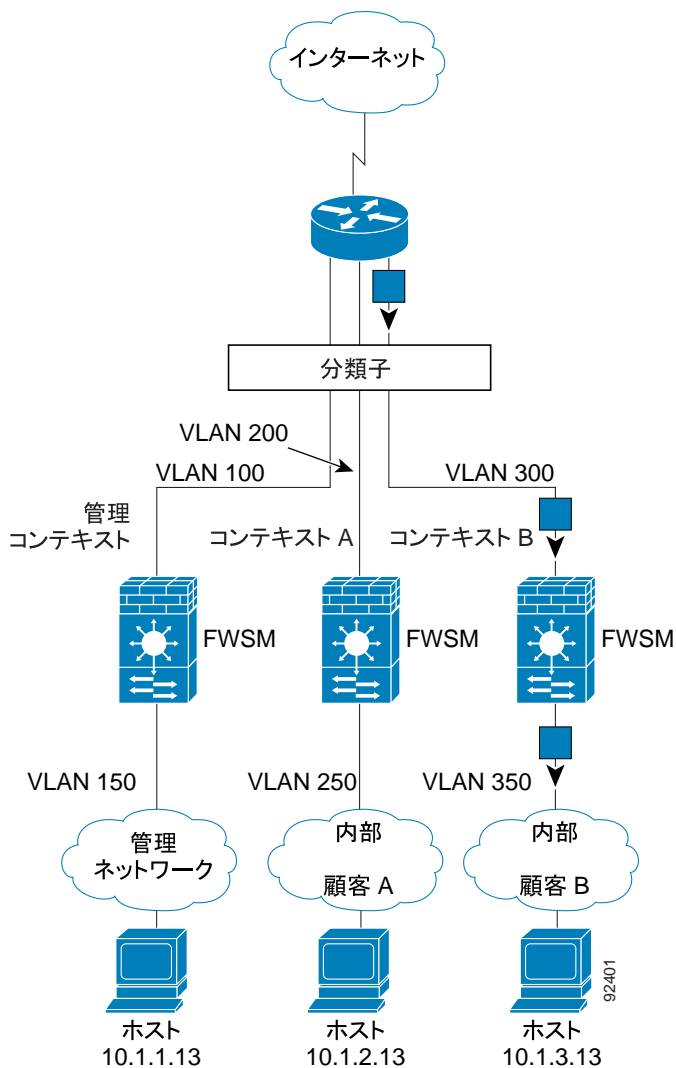 インターネット
分類子
VLAN 200
VLAN 100
VLAN 300
管理
コンテキスト
コンテキスト A
コンテキスト B
FWSM
FWSM
FWSM
VLAN 150
VLAN 250
VLAN 350
管理
ネットワーク
内部
顧客 A
内部
顧客 B
92401
ホスト
10.1.1.13
ホスト
10.1.2.13
ホスト
10.1.3.13